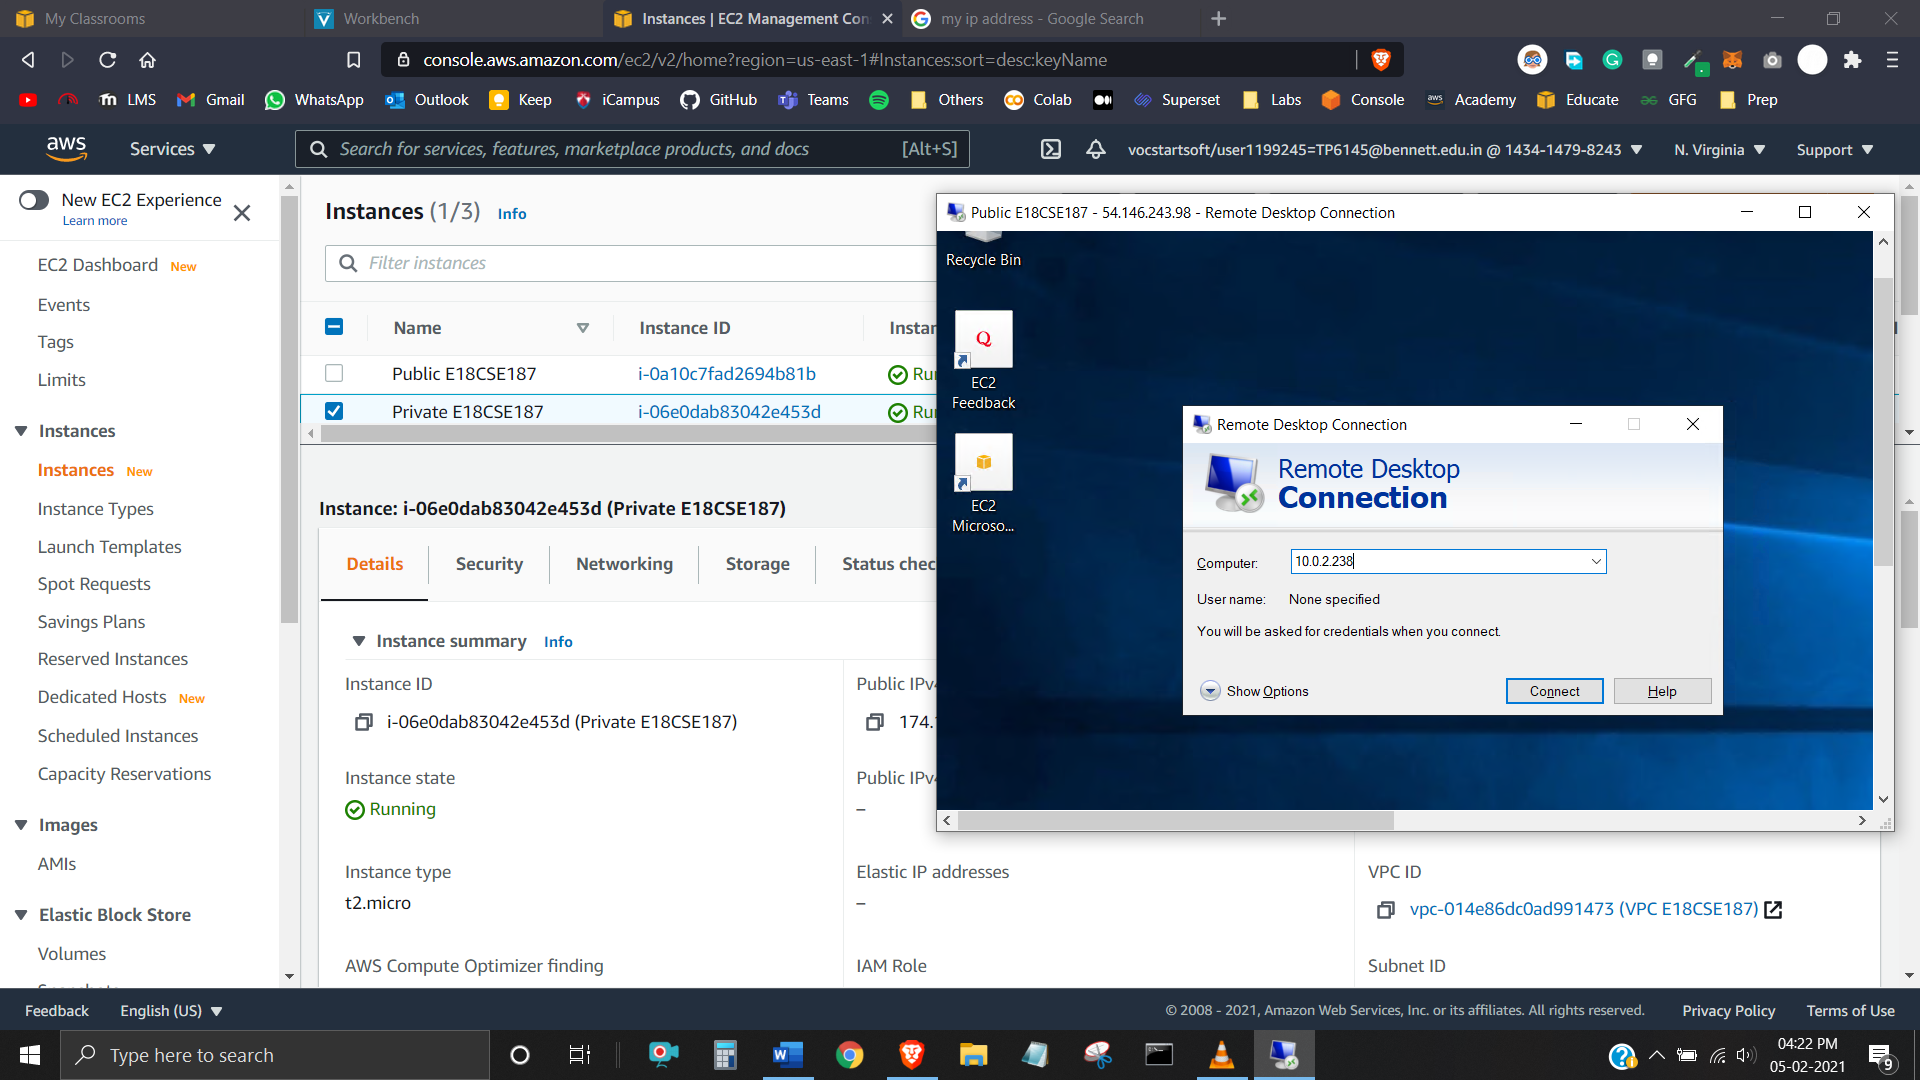 My Classrooms
Workbench
Instances | EC2 Management Con
my ip address - Google Search
console.aws.amazon.com/ec2/v2/home?region=us-east-1#Instances:sort=desc:keyName
LMS
Gmail
WhatsApp
Outlook
Keep
iCampus
GitHub
Teams
Others
Colab
Superset
Labs
Console
aws
Academy
Educate
GFG
Prep
aws
Services
Search for services, features, marketplace products, and docs
[Alt+S]
vocstartsoft/user1199245=TP6145@bennett.edu.in @ 1434-1479-8243
N. Virginia
Support
New EC2 Experience
Learn more
EC2 Dashboard New
Events
Tags
Limits
Instances
Instances New
Instance Types
Launch Templates
Spot Requests
Savings Plans
Reserved Instances
Dedicated Hosts New
Scheduled Instances
Capacity Reservations
Images
AMIs
Elastic Block Store
Volumes
Instances (1/3) Info
Filter instances
Name
Instance ID
Instan
Public E18CSE187
i-0a10c7fad2694b81b
Ru
Private E18CSE187
i-06e0dab83042e453d
Ru
Instance: i-06e0dab83042e453d (Private E18CSE187)
Details
Security
Networking
Storage
Status chec
Instance summary Info
Instance ID
i-06e0dab83042e453d (Private E18CSE187)
Public IPv4
174.
Instance state
Running
Public IPv4
–
Instance type
t2.micro
Elastic IP addresses
–
VPC ID
vpc-014e86dc0ad991473 (VPC E18CSE187)
AWS Compute Optimizer finding
IAM Role
Subnet ID
Public E18CSE187 - 54.146.243.98 - Remote Desktop Connection
Recycle Bin
Q
EC2
Feedback
EC2
Microso...
Remote Desktop Connection
Remote Desktop
Connection
Computer:
10.0.2.238
User name:
None specified
You will be asked for credentials when you connect.
Show Options
Connect
Help
Feedback
English (US)
© 2008 - 2021, Amazon Web Services, Inc. or its affiliates. All rights reserved.
Privacy Policy
Terms of Use
Type here to search
04:22 PM
05-02-2021
9